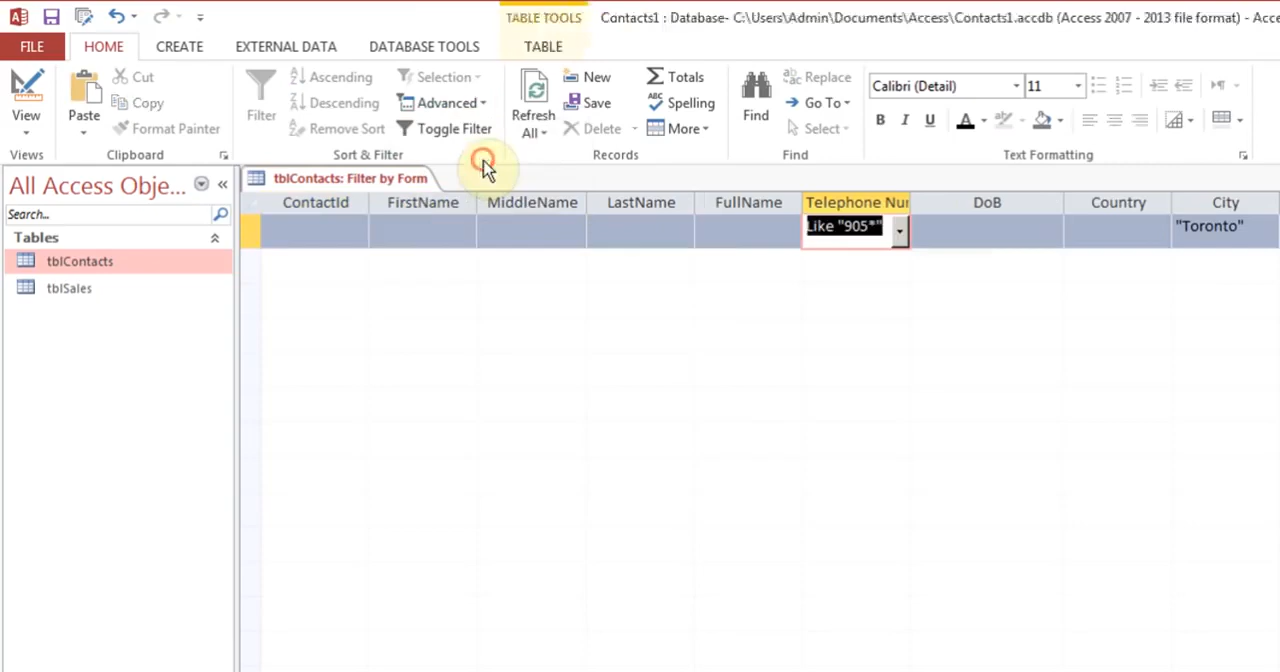 TABLE TOOLS Contacts1 : Database- C:\Users\Admin\Documents\Access\Contacts1.accdb (Access 2007 - 2013 file format) - Acce
FILE HOME CREATE EXTERNAL DATA DATABASE TOOLS TABLE
View
Views
Paste
Cut
Copy
Format Painter
Clipboard
Filter
Ascending
Descending
Remove Sort
Selection
Advanced
Toggle Filter
Sort & Filter
Refresh
All
New
Save
Delete
Totals
Spelling
More
Records
Find
Replace
Go To
Select
Find
Calibri (Detail) 11
B I U A
Text Formatting
All Access Obje...
Search...
Tables
tblContacts
tblSales
tblContacts: Filter by Form
ContactId FirstName MiddleName LastName FullName Telephone Nur DoB Country City
Like "905*" "Toronto"